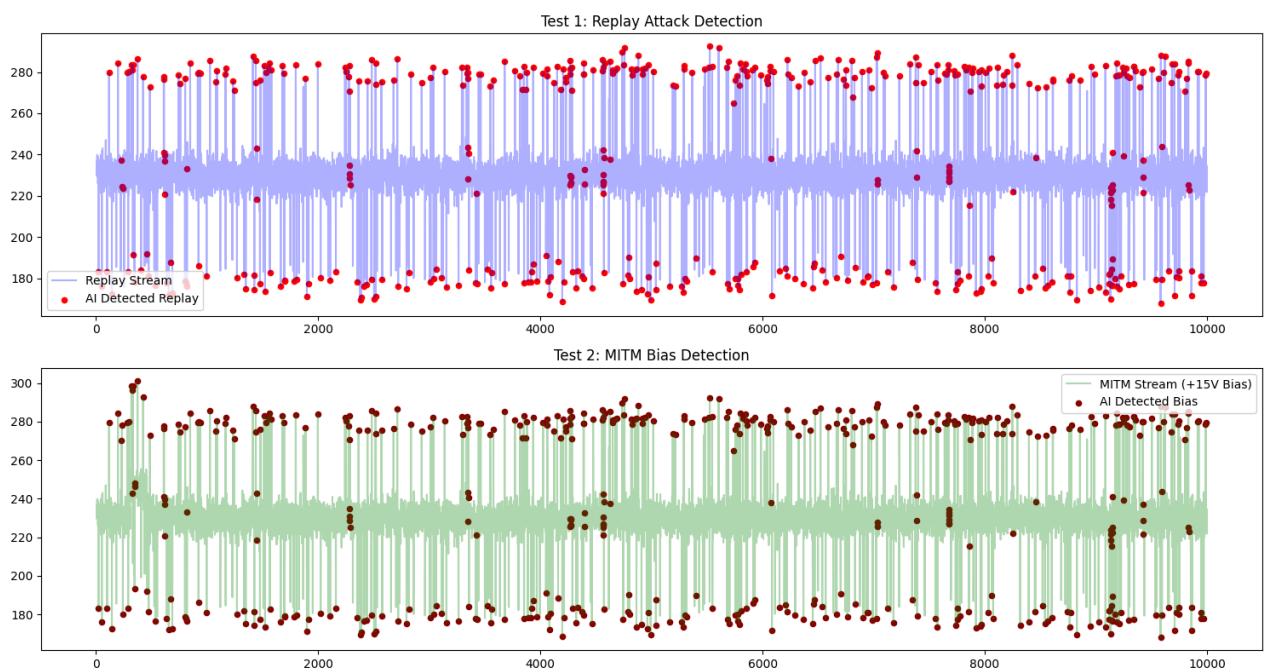 Test 1: Replay Attack Detection
280
260
240
220
200
180
Replay Stream
AI Detected Replay
0 2000 4000 6000 8000 10000
Test 2: MITM Bias Detection
300
280
260
240
220
200
180
MITM Stream (+15V Bias)
AI Detected Bias
0 2000 4000 6000 8000 10000